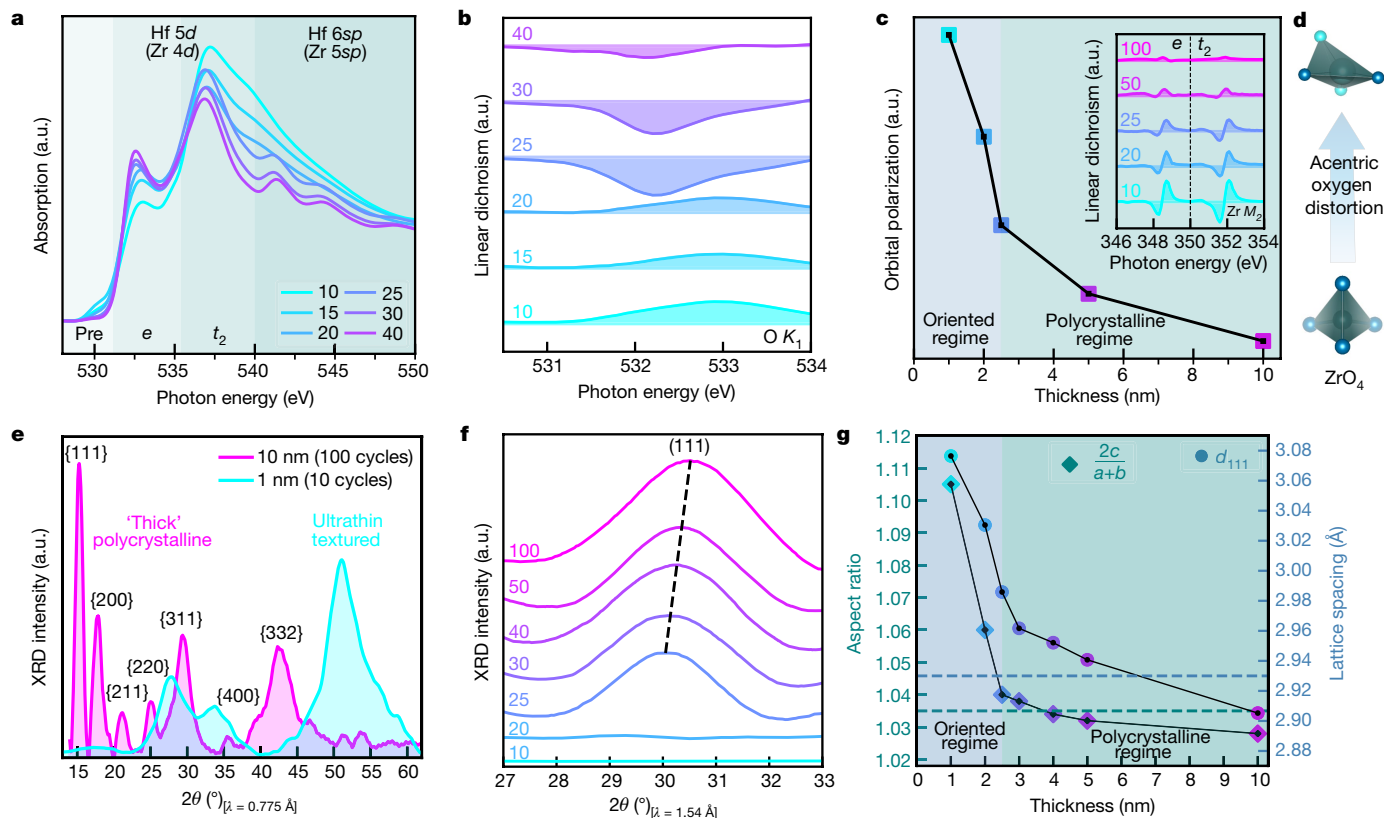 a
Hf 5d
(Zr 4d)
Hf 6sp
(Zr 5sp)
Absorption (a.u.)
10
15
20
25
30
40
Pre
e
t2
530
535
540
545
550
Photon energy (eV)
b
Linear dichroism (a.u.)
40
30
25
20
15
10
O K1
531
532
533
534
Photon energy (eV)
c
Orbital polarization (a.u.)
Oriented
regime
Polycrystalline
regime
0
2
4
6
8
10
Thickness (nm)
Linear dichroism (a.u.)
100
50
25
20
10
e
t2
Zr M2
346
348
350
352
354
Photon energy (eV)
d
Acentric
oxygen
distortion
ZrO4
e
XRD intensity (a.u.)
{111}
{200}
{211}
{220}
{311}
{400}
{332}
10 nm (100 cycles)
1 nm (10 cycles)
'Thick'
polycrystalline
Ultrathin
textured
15
20
25
30
35
40
45
50
55
60
2θ (°)[λ = 0.775 Å]
f
XRD intensity (a.u.)
(111)
100
50
40
30
25
20
10
27
28
29
30
31
32
33
2θ (°)[λ = 1.54 Å]
g
Aspect ratio
1.12
1.11
1.10
1.09
1.08
1.07
1.06
1.05
1.04
1.03
1.02
2c
a+b
d111
Oriented
regime
Polycrystalline
regime
3.08
3.06
3.04
3.02
3.00
2.98
2.96
2.94
2.92
2.90
2.88
Lattice spacing (Å)
0
1
2
3
4
5
6
7
8
9
10
Thickness (nm)